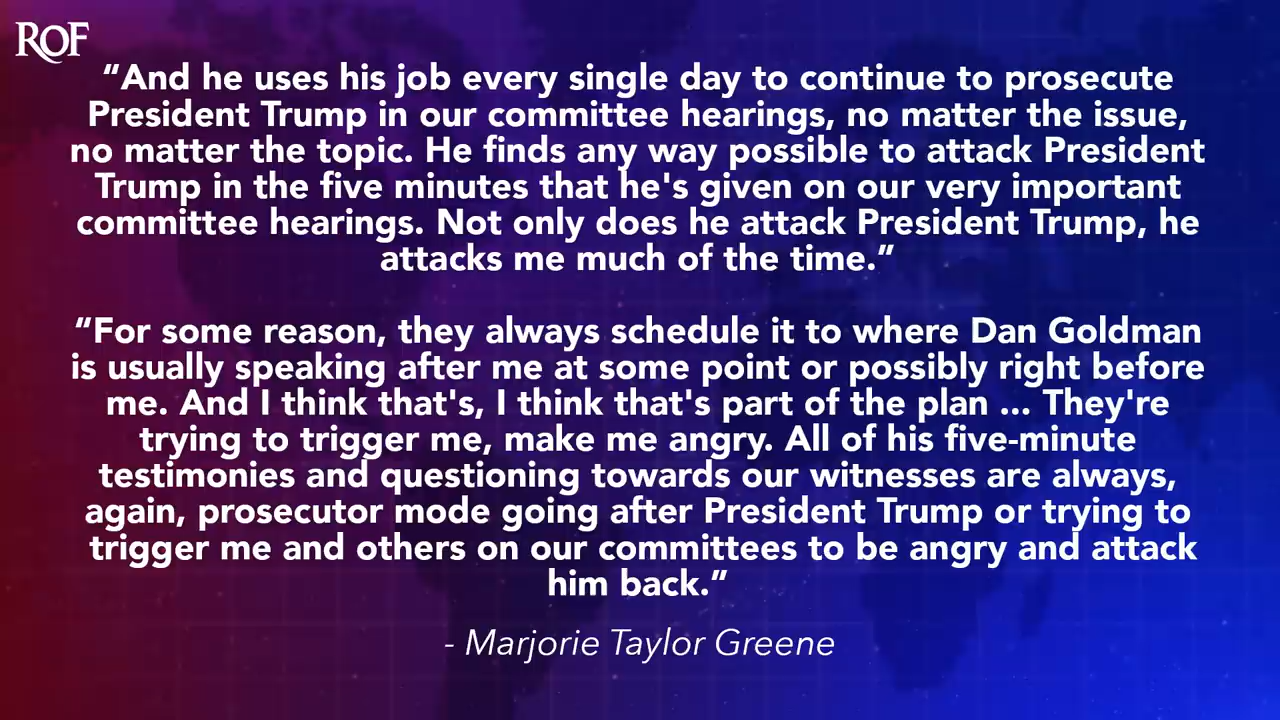 ROF
“And he uses his job every single day to continue to prosecute
President Trump in our committee hearings, no matter the issue,
no matter the topic. He finds any way possible to attack President
Trump in the five minutes that he's given on our very important
committee hearings. Not only does he attack President Trump, he
attacks me much of the time.”
“For some reason, they always schedule it to where Dan Goldman
is usually speaking after me at some point or possibly right before
me. And I think that's, I think that's part of the plan ... They're
trying to trigger me, make me angry. All of his five-minute
testimonies and questioning towards our witnesses are always,
again, prosecutor mode going after President Trump or trying to
trigger me and others on our committees to be angry and attack
him back.”
- Marjorie Taylor Greene